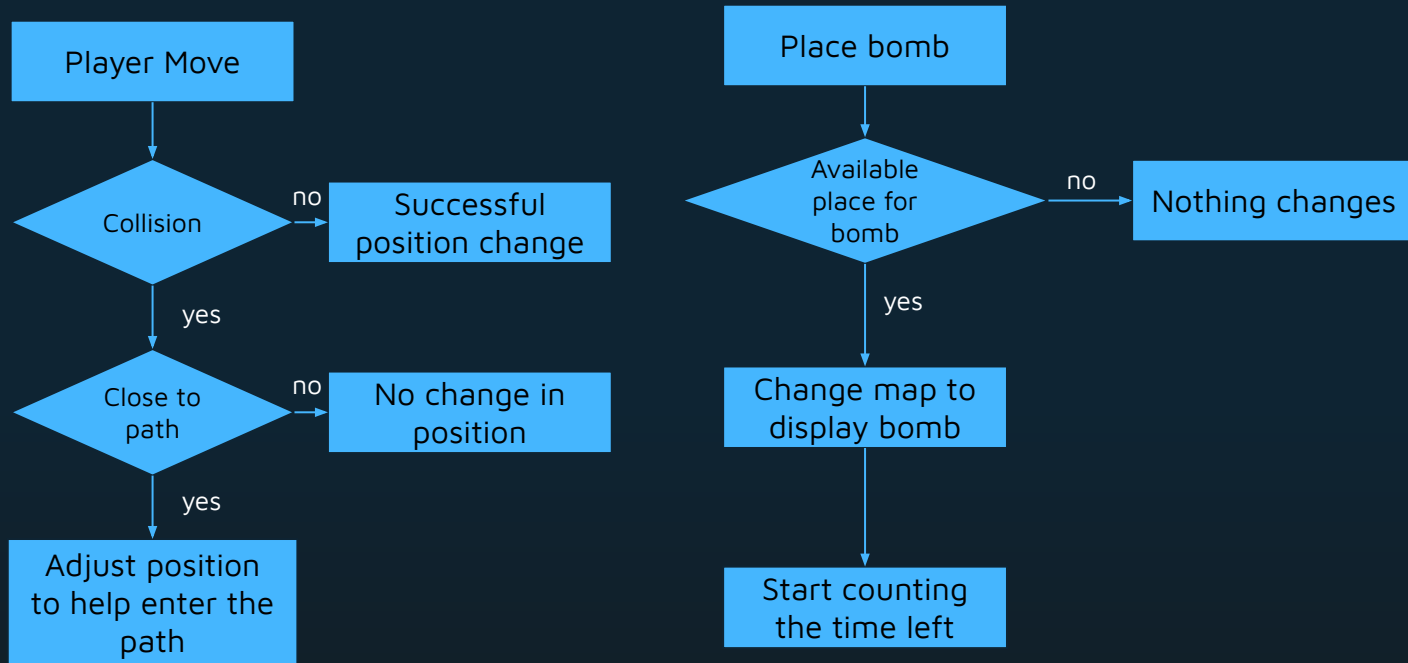 Player Move
Collision
no
Successful
position change
yes
Close to
path
no
No change in
position
yes
Adjust position
to help enter the
path
Place bomb
Available
place for
bomb
no
Nothing changes
yes
Change map to
display bomb
Start counting
the time left